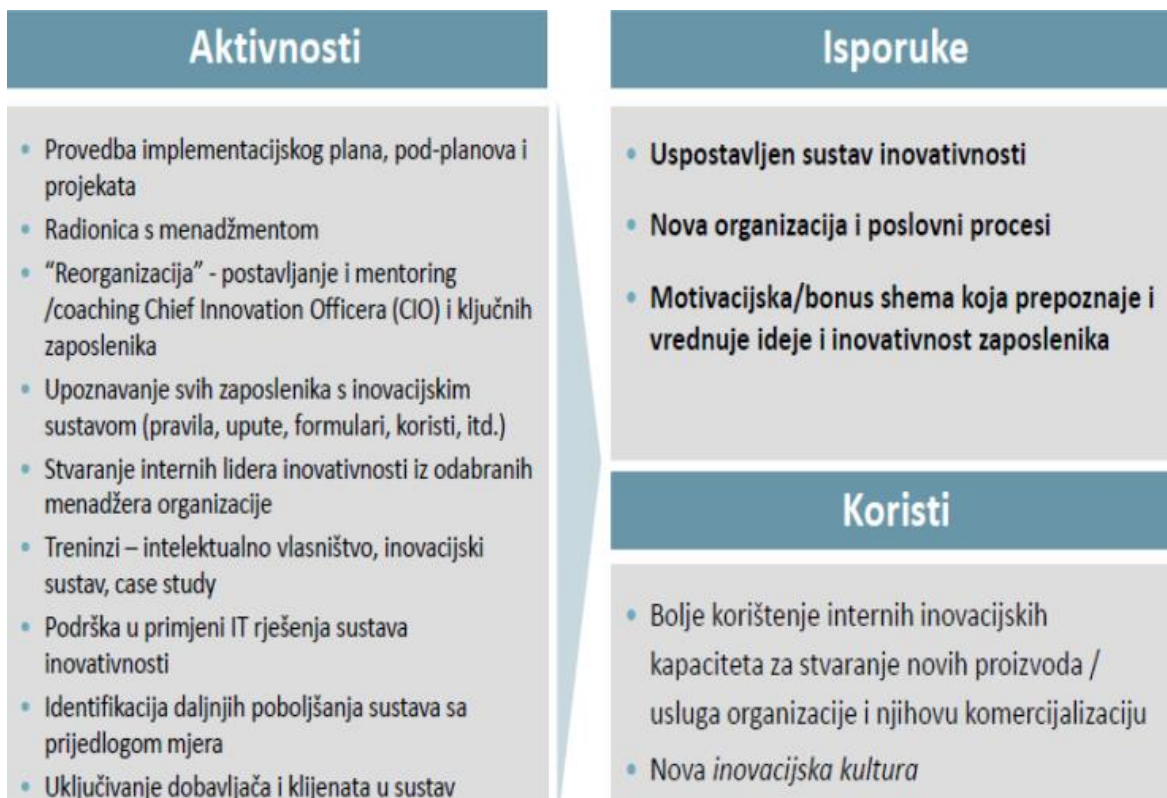 Aktivnosti
• Provedba implementacijskog plana, pod-planova i
projekata
• Radionica s menadžmentom
• “Reorganizacija” - postavljanje i mentoring
/coaching Chief Innovation Officera (CIO) i ključnih
zaposlenika
• Upoznavanje svih zaposlenika s inovacijskim
sustavom (pravila, upute, formulari, koristi, itd.)
• Stvaranje internih lidera inovativnosti iz odabranih
menadžera organizacije
• Treninzi – intelektualno vlasništvo, inovacijski
sustav, case study
• Podrška u primjeni IT rješenja sustava
inovativnosti
• Identifikacija daljnjih poboljšanja sustava sa
prijedlogom mjera
• Uključivanje dobavljača i klijenata u sustav
Isporuke
• Uspostavljen sustav inovativnosti
• Nova organizacija i poslovni procesi
• Motivacijska/bonus shema koja prepoznaje i
vrednuje ideje i inovativnost zaposlenika
Koristi
• Bolje korištenje internih inovacijskih
kapaciteta za stvaranje novih proizvoda /
usluga organizacije i njihovu komercijalizaciju
• Nova inovacijska kultura